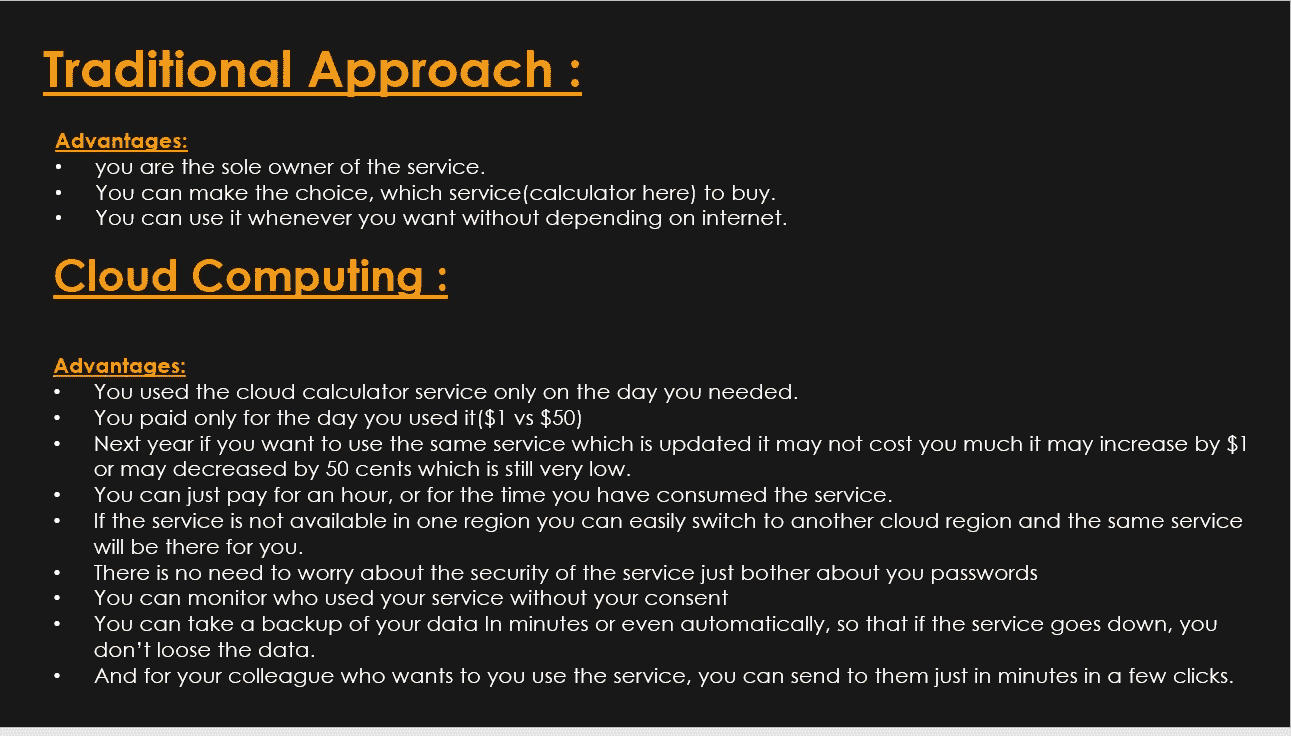 Traditional Approach :
Advantages:
• you are the sole owner of the service.
• You can make the choice, which service(calculator here) to buy.
• You can use it whenever you want without depending on internet.
Cloud Computing :
Advantages:
• You used the cloud calculator service only on the day you needed.
• You paid only for the day you used it($1 vs $50)
• Next year if you want to use the same service which is updated it may not cost you much it may increase by $1
or may decreased by 50 cents which is still very low.
• You can just pay for an hour, or for the time you have consumed the service.
• If the service is not available in one region you can easily switch to another cloud region and the same service
will be there for you.
• There is no need to worry about the security of the service just bother about you passwords
• You can monitor who used your service without your consent
• You can take a backup of your data In minutes or even automatically, so that if the service goes down, you
don’t loose the data.
• And for your colleague who wants to you use the service, you can send to them just in minutes in a few clicks.